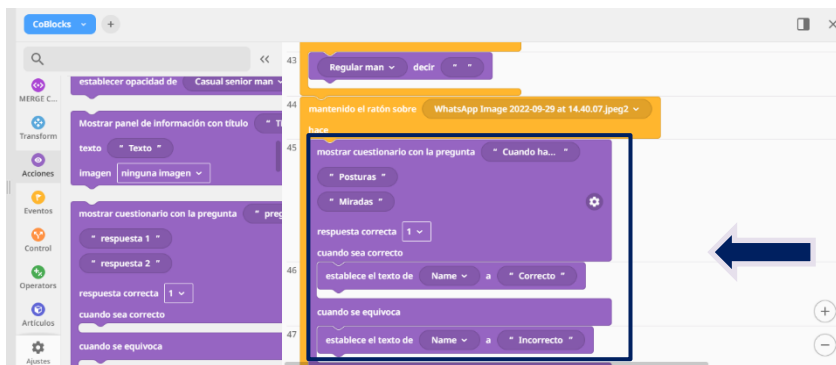 CoBlocks
MERGE C...
Transform
Acciones
Eventos
Control
Operators
Artículos
Ajustes
establecer opacidad de Casual senior man
Mostrar panel de información con título "
texto " Texto "
imagen ninguna imagen
mostrar cuestionario con la pregunta " preg
" respuesta 1 "
" respuesta 2 "
respuesta correcta 1
cuando sea correcto
cuando se equivoca
43
Regular man decir " "
44
mantenido el ratón sobre WhatsApp Image 2022-09-29 at 14.40.07.jpeg2
hace
45
mostrar cuestionario con la pregunta " Cuando ha... "
" Posturas "
" Miradas "
respuesta correcta 1
cuando sea correcto
46
establece el texto de Name a " Correcto "
cuando se equivoca
47
establece el texto de Name a " Incorrecto "